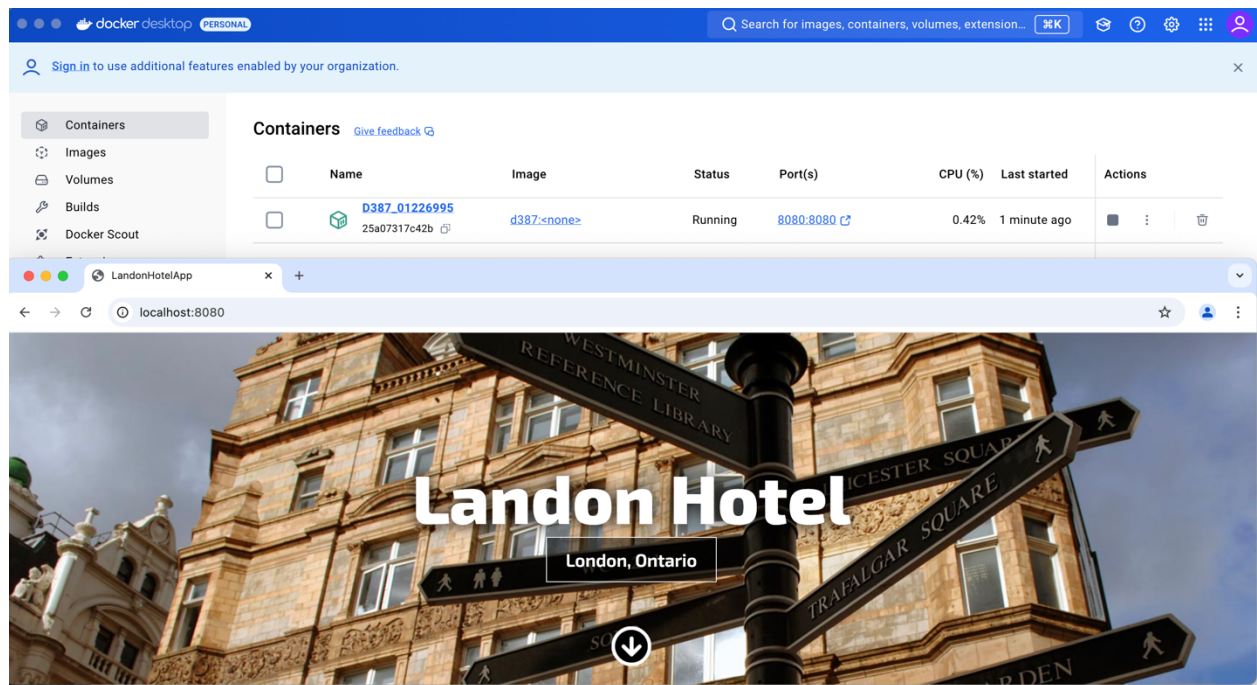 docker desktop PERSONAL
Search for images, containers, volumes, extension... ⌘K
Sign in to use additional features enabled by your organization.
Containers
Images
Volumes
Builds
Docker Scout
Containers Give feedback
Name Image Status Port(s) CPU (%) Last started Actions
D387_01226995
25a07317c42b
d387:<none> Running 8080:8080 0.42% 1 minute ago
LandonHotelApp
localhost:8080
WESTMINSTER
REFERENCE LIBRARY
LEICESTER SQUARE
TRAFALGAR SQUARE
Landon Hotel
London, Ontario